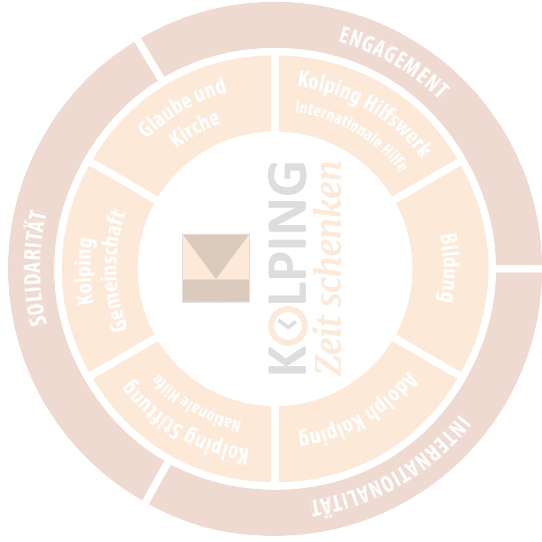 ENGAGEMENT
Kolping Hilfswerk
Internationale Hilfe
Bildung
INTERNATIONALITÄT
Adolph Kolping
Kolping Stiftung
Nationale Hilfe
SOLIDARITÄT
Kolping
Gemeinschaft
Glaube und
Kirche
KOLPING
Zeit schenken